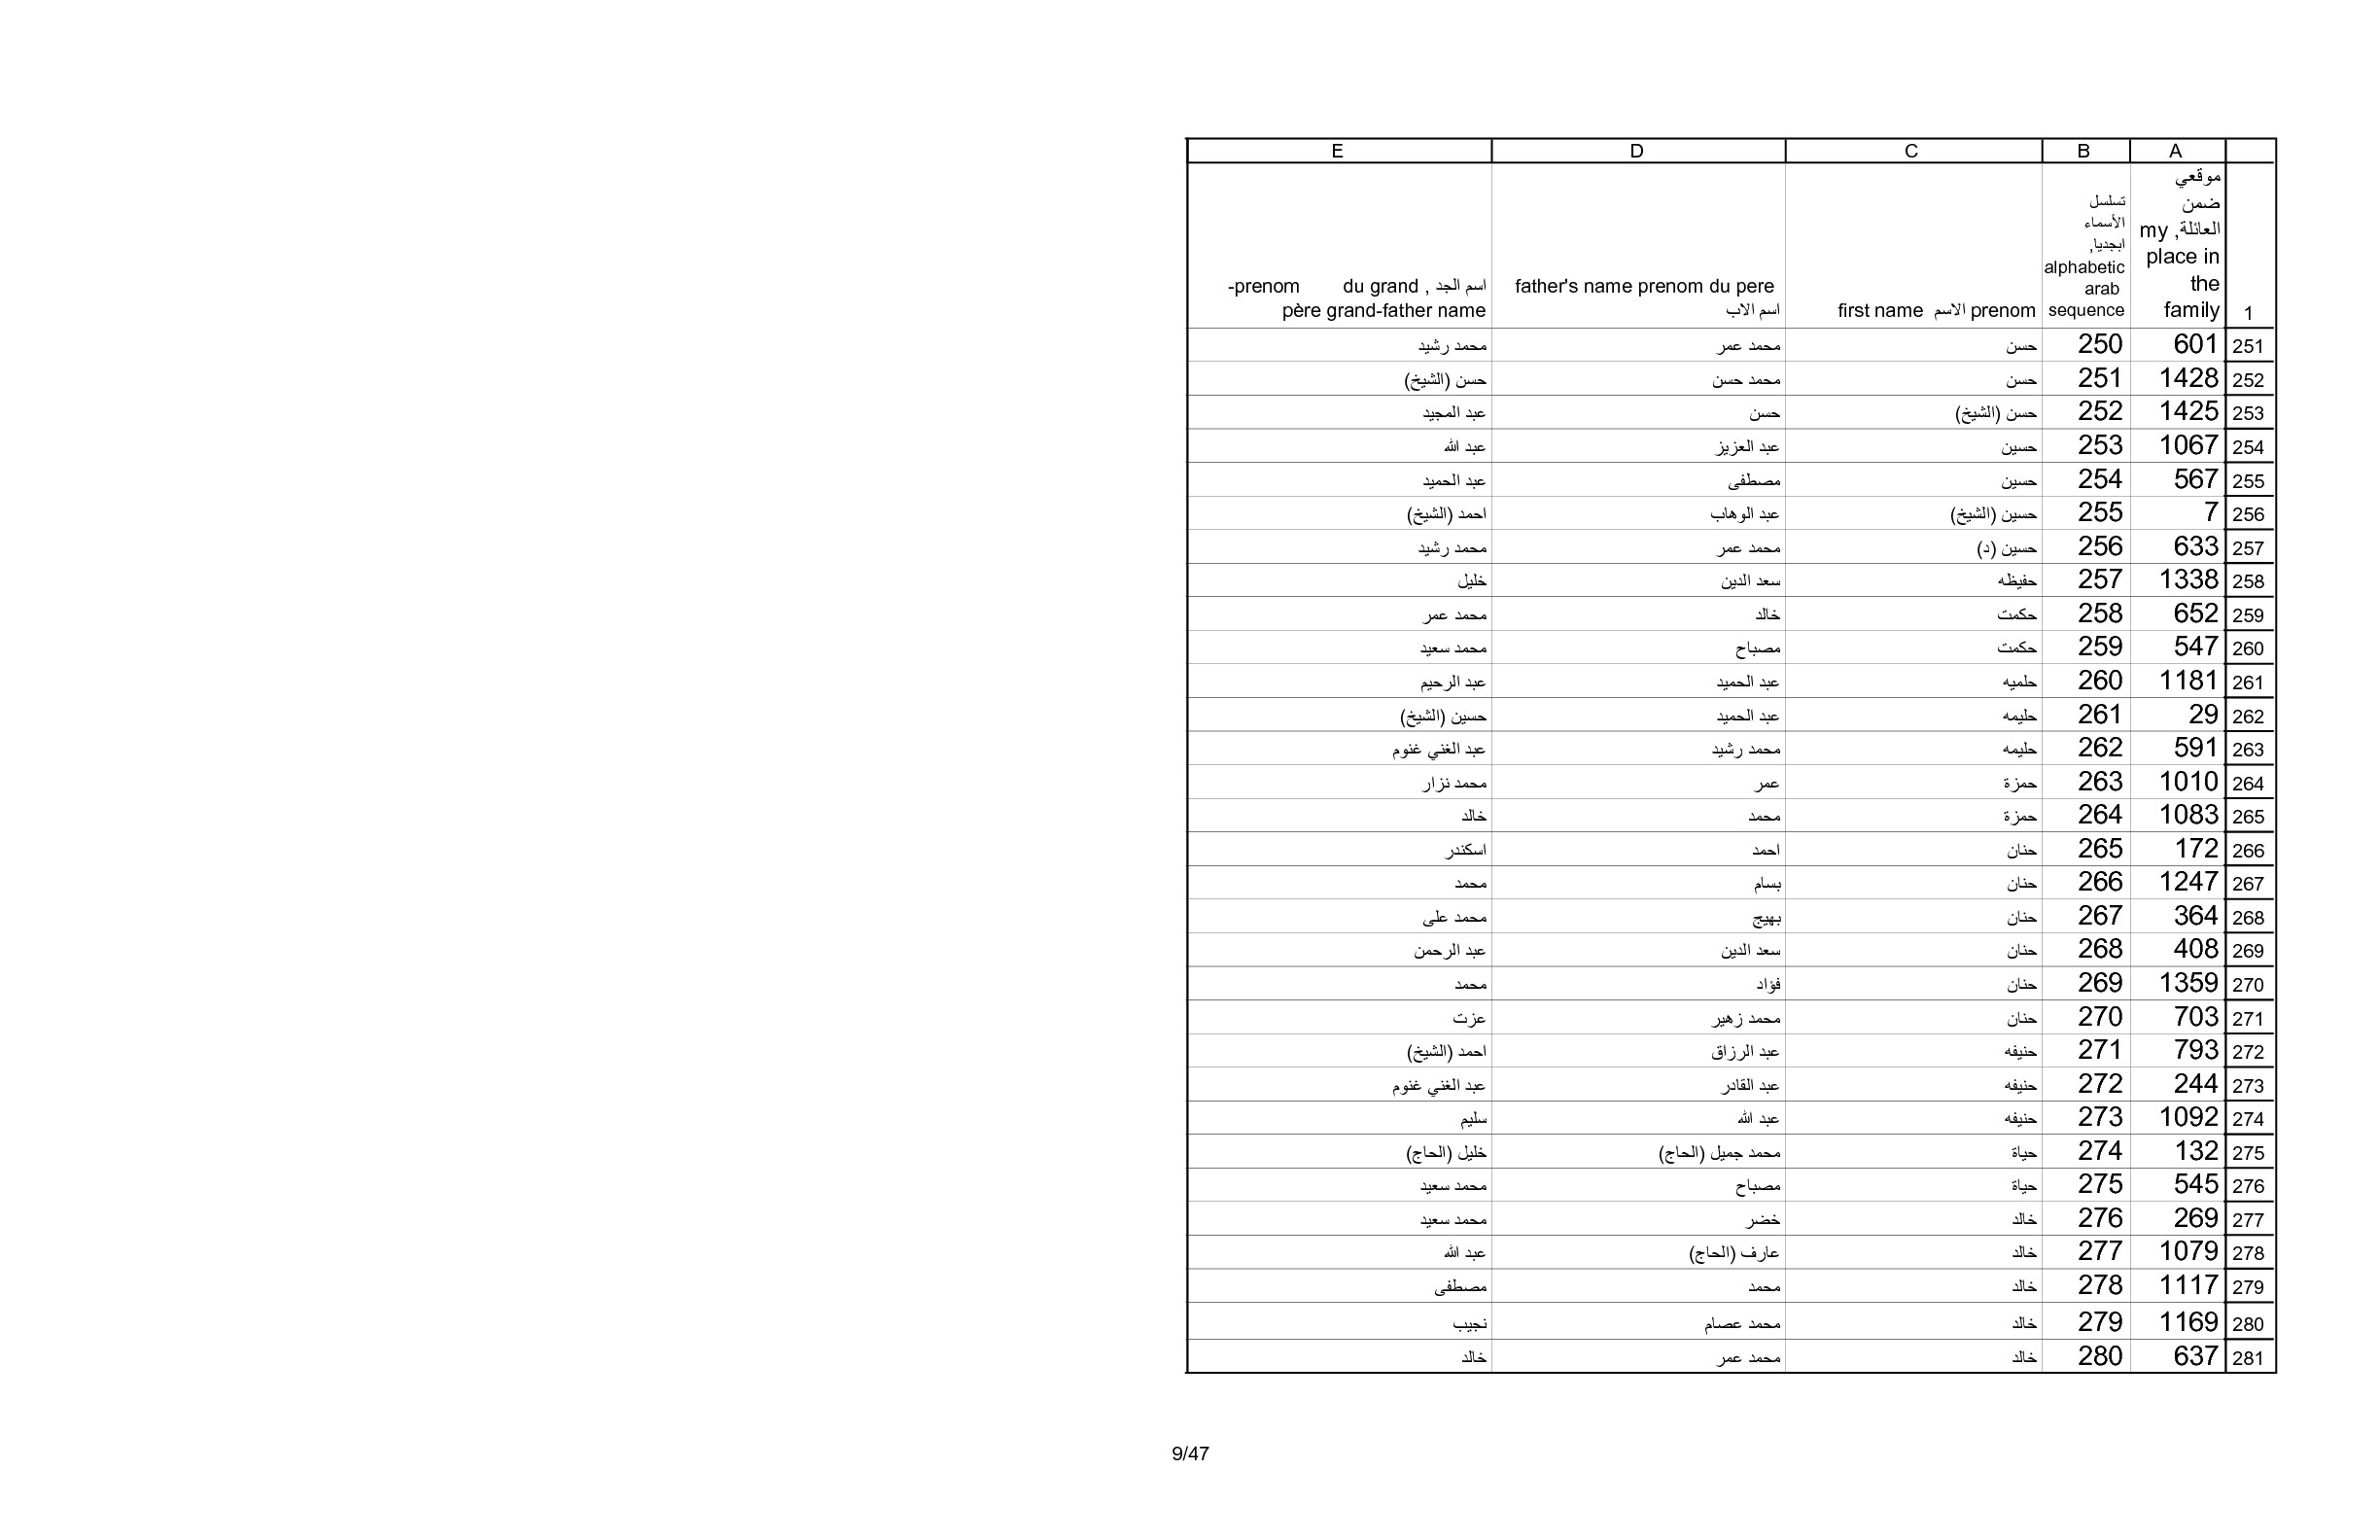 A B C D E
1 موقعي ضمن العائلة, my place in the family تسلسل الأسماء ابجديا, alphabetic arab sequence first name الاسم prenom father's name prenom du pere اسم الاب اسم الجد , prenom du grand-père grand-father name
251 601 250 حسن محمد عمر محمد رشيد
252 1428 251 حسن محمد حسن حسن (الشيخ)
253 1425 252 حسن (الشيخ) حسن عبد المجيد
254 1067 253 حسين عبد العزيز عبد الله
255 567 254 حسين مصطفى عبد الحميد
256 7 255 حسين (الشيخ) عبد الوهاب احمد (الشيخ)
257 633 256 حسين (د) محمد عمر محمد رشيد
258 1338 257 حفيظه سعد الدين خليل
259 652 258 حكمت خالد محمد عمر
260 547 259 حكمت مصباح محمد سعيد
261 1181 260 حلميه عبد الحميد عبد الرحيم
262 29 261 حليمه عبد الحميد حسين (الشيخ)
263 591 262 حليمه محمد رشيد عبد الغني غنوم
264 1010 263 حمزة عمر محمد نزار
265 1083 264 حمزة محمد خالد
266 172 265 حنان احمد اسكندر
267 1247 266 حنان بسام محمد
268 364 267 حنان بهيج محمد على
269 408 268 حنان سعد الدين عبد الرحمن
270 1359 269 حنان فؤاد محمد
271 703 270 حنان محمد زهير عزت
272 793 271 حنيفه عبد الرزاق احمد (الشيخ)
273 244 272 حنيفه عبد القادر عبد الغني غنوم
274 1092 273 حنيفه عبد الله سليم
275 132 274 حياة محمد جميل (الحاج) خليل (الحاج)
276 545 275 حياة مصباح محمد سعيد
277 269 276 خالد خضر محمد سعيد
278 1079 277 خالد عارف (الحاج) عبد الله
279 1117 278 خالد محمد مصطفى
280 1169 279 خالد محمد عصام نجيب
281 637 280 خالد محمد عمر خالد
9/47